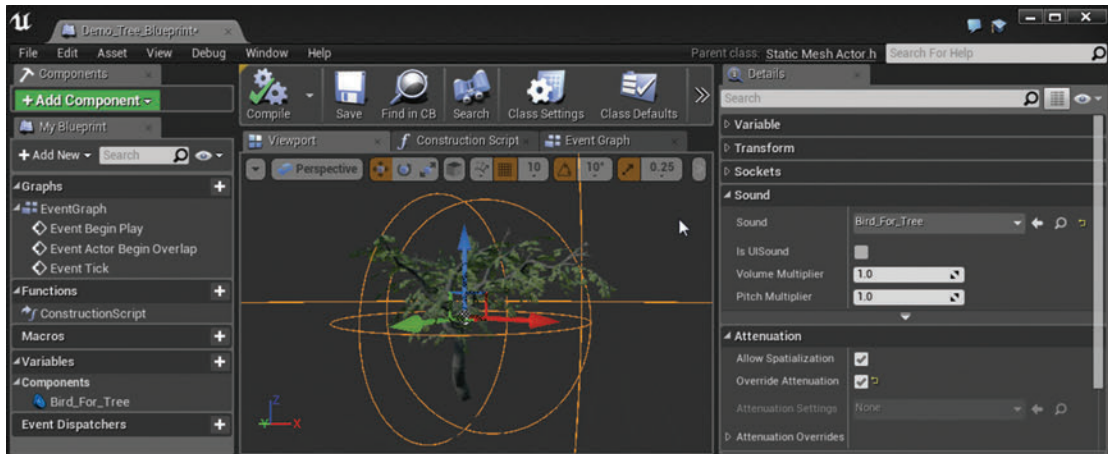 Demo_Tree_Blueprint*
File Edit Asset View Debug Window Help
Parent class: Static Mesh Actor.h Search For Help
Components
+Add Component
My Blueprint
+Add New Search
Graphs
EventGraph
Event Begin Play
Event Actor Begin Overlap
Event Tick
Functions
ConstructionScript
Macros
Variables
Components
Bird_For_Tree
Event Dispatchers
Compile Save Find in CB Search Class Settings Class Defaults
Viewport Construction Script Event Graph
Perspective 10 10° 0.25
Z
Y X
Details
Search
Variable
Transform
Sockets
Sound
Sound Bird_For_Tree
Is UISound
Volume Multiplier 1.0
Pitch Multiplier 1.0
Attenuation
Allow Spatialization
Override Attenuation
Attenuation Settings None
Attenuation Overrides